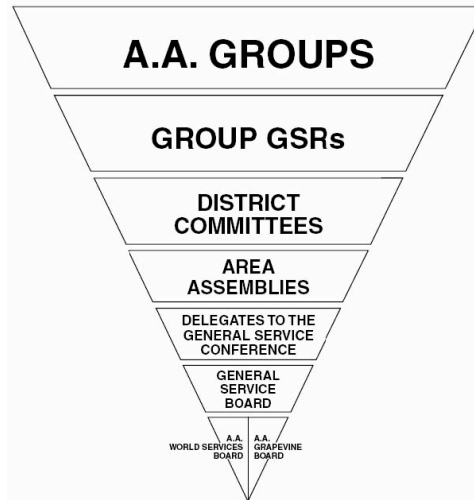 A.A. GROUPS
GROUP GSRs
DISTRICT
COMMITTEES
AREA
ASSEMBLIES
DELEGATES TO THE
GENERAL SERVICE
CONFERENCE
GENERAL
SERVICE
BOARD
A.A.
WORLD SERVICES
BOARD
A.A.
GRAPEVINE
BOARD